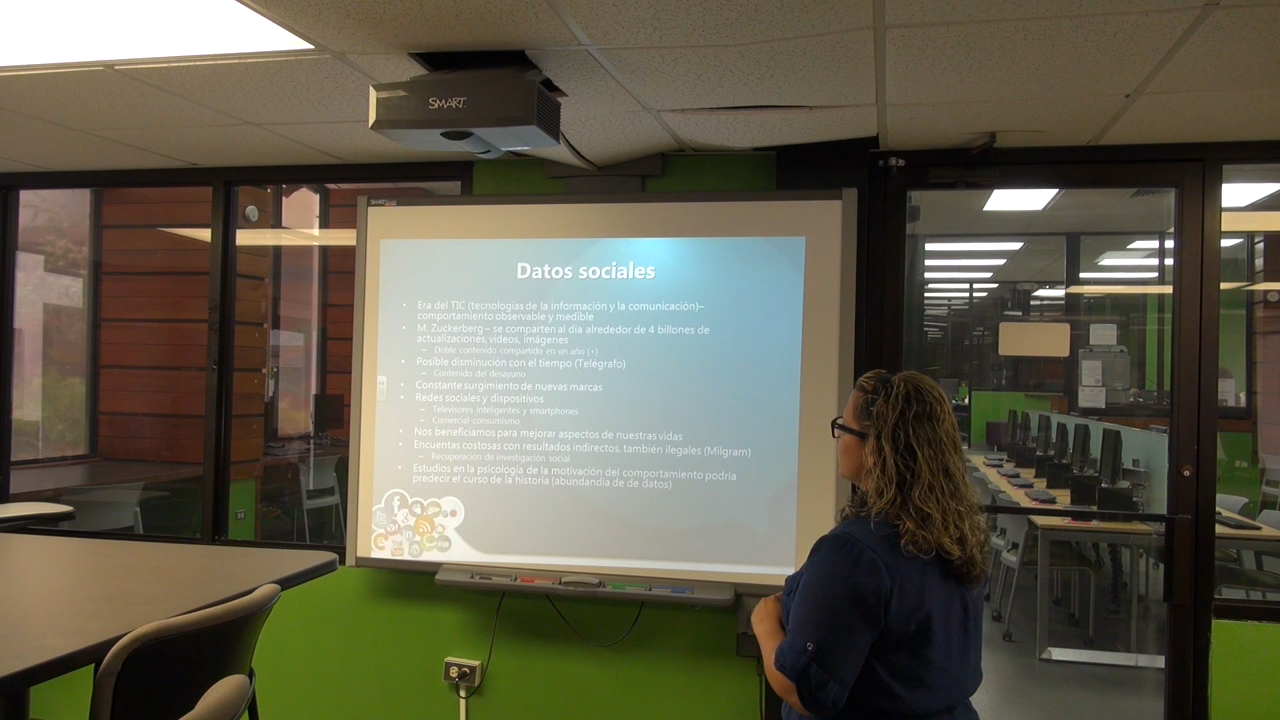 SMART
SMART
Datos sociales
• Era del TIC (tecnologías de la información y la comunicación)–
comportamiento observable y medible
• M. Zuckerberg – se comparten al día alrededor de 4 billones de
actualizaciones, videos, imágenes
– Doble contenido compartido en un año (+)
• Posible disminución con el tiempo (Telégrafo)
– Contenido del desayuno
• Constante surgimiento de nuevas marcas
• Redes sociales y dispositivos
– Televisores inteligentes y smartphones
– Comercial-consumismo
• Nos beneficiamos para mejorar aspectos de nuestras vidas
• Encuentas costosas con resultados indirectos, también ilegales (Milgram)
– Recuperación de investigación social
• Estudios en la psicología de la motivación del comportamiento podría
predecir el curso de la historia (abundandia de de datos)